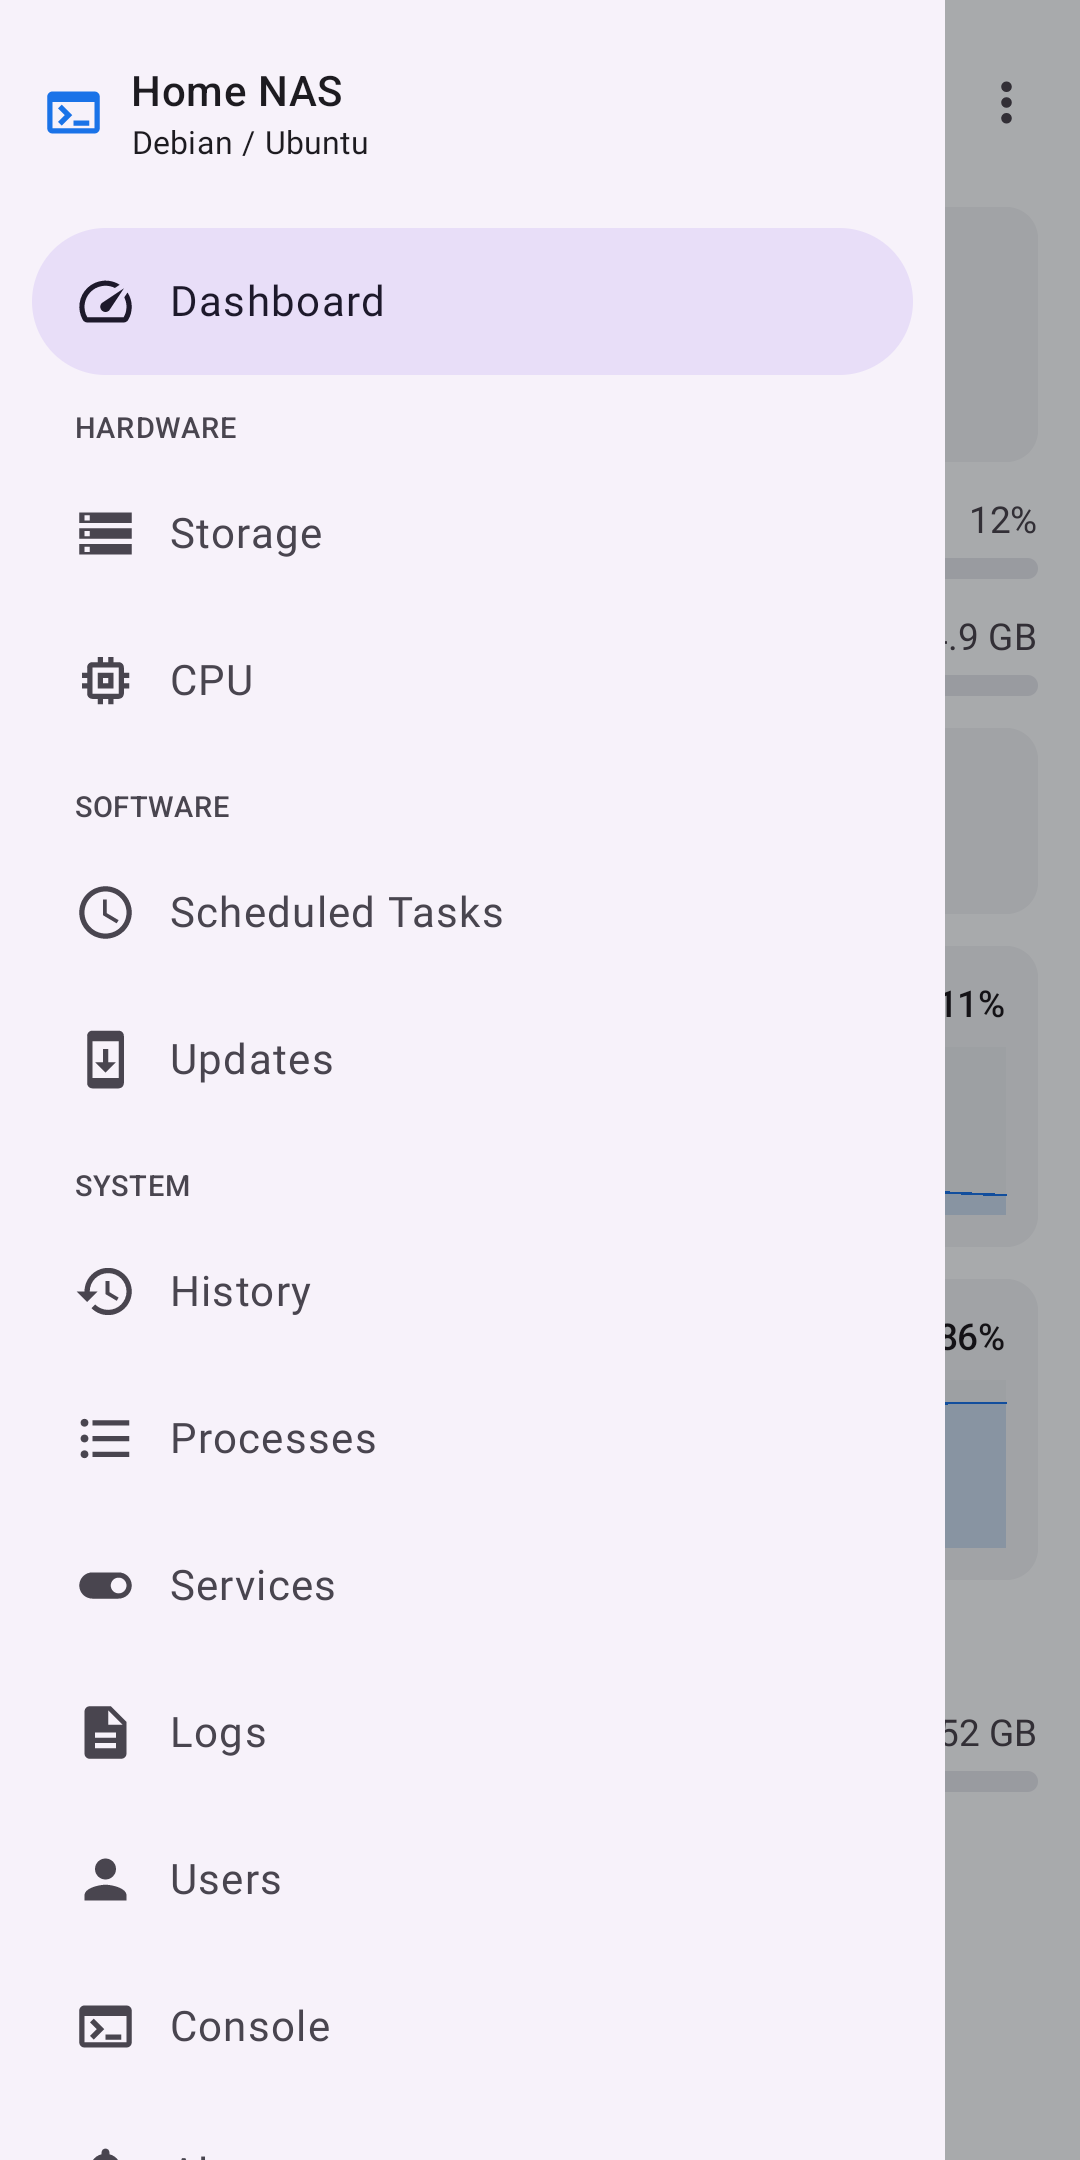 Home NAS
Debian / Ubuntu
Dashboard
HARDWARE
Storage
12%
.9 GB
CPU
SOFTWARE
Scheduled Tasks
11%
Updates
SYSTEM
History
36%
Processes
Services
Logs
52 GB
Users
Console